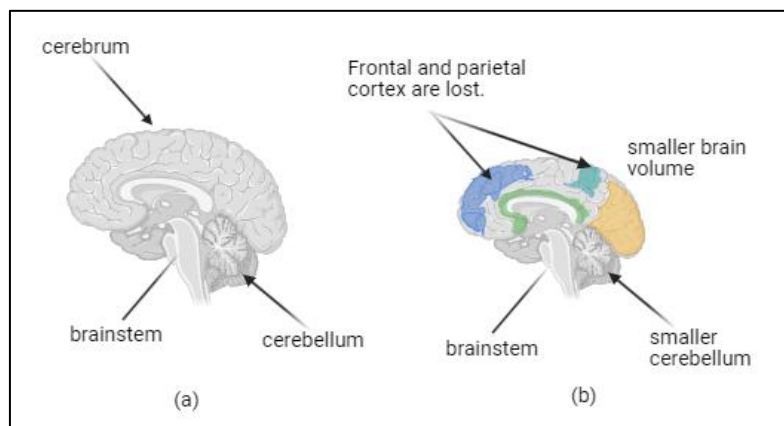 cerebrum
brainstem
cerebellum
(a)
Frontal and parietal
cortex are lost.
smaller brain
volume
brainstem
smaller
cerebellum
(b)